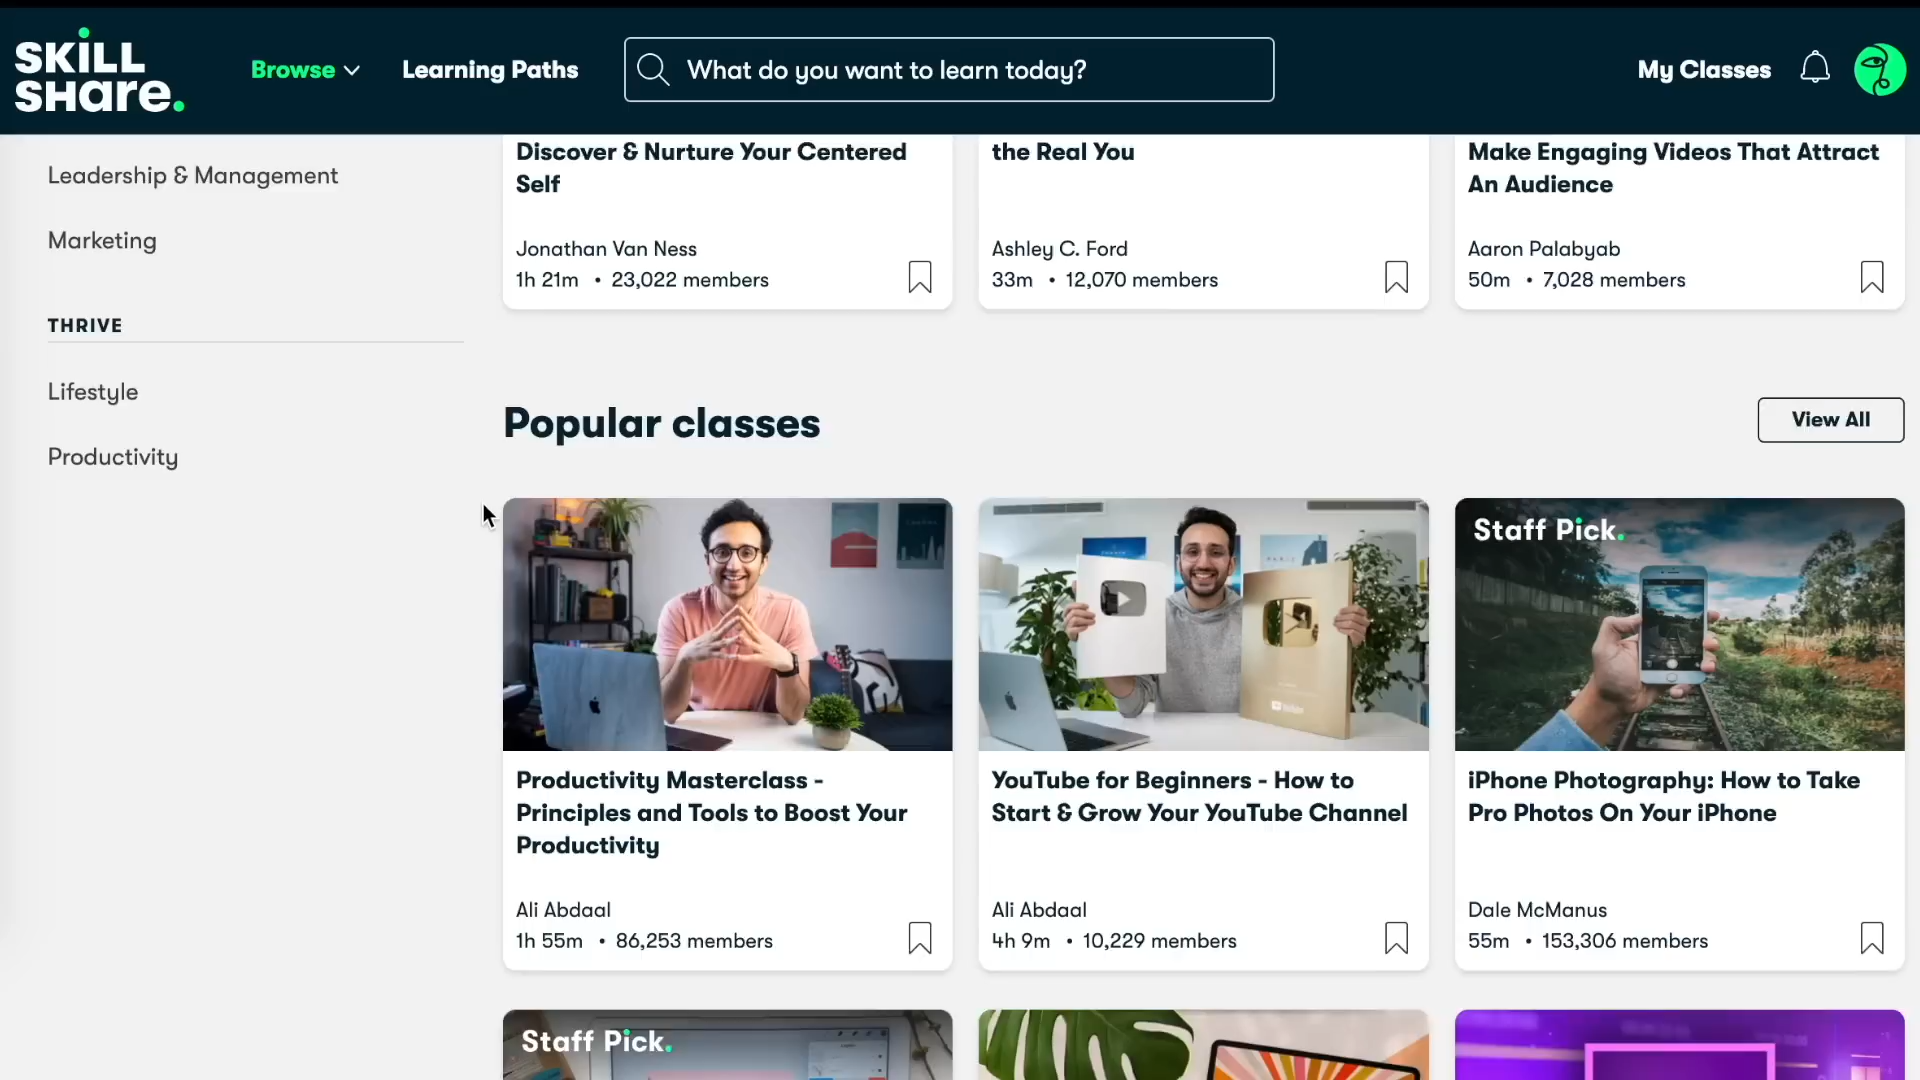 SKILL
SHare.
Browse
Learning Paths
What do you want to learn today?
My Classes
Leadership & Management
Marketing
THRIVE
Lifestyle
Productivity
Discover & Nurture Your Centered
Self
Jonathan Van Ness
1h 21m • 23,022 members
the Real You
Ashley C. Ford
33m • 12,070 members
Make Engaging Videos That Attract
An Audience
Aaron Palabyab
50m • 7,028 members
Popular classes
View All
Productivity Masterclass -
Principles and Tools to Boost Your
Productivity
Ali Abdaal
1h 55m • 86,253 members
YouTube
YouTube for Beginners - How to
Start & Grow Your YouTube Channel
Ali Abdaal
4h 9m • 10,229 members
Staff Pick.
iPhone Photography: How to Take
Pro Photos On Your iPhone
Dale McManus
55m • 153,306 members
Staff Pick.